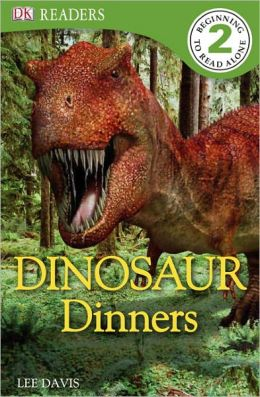 DK READERS
BEGINNING
2
TO READ ALONE
DINOSAUR
Dinners
LEE DAVIS